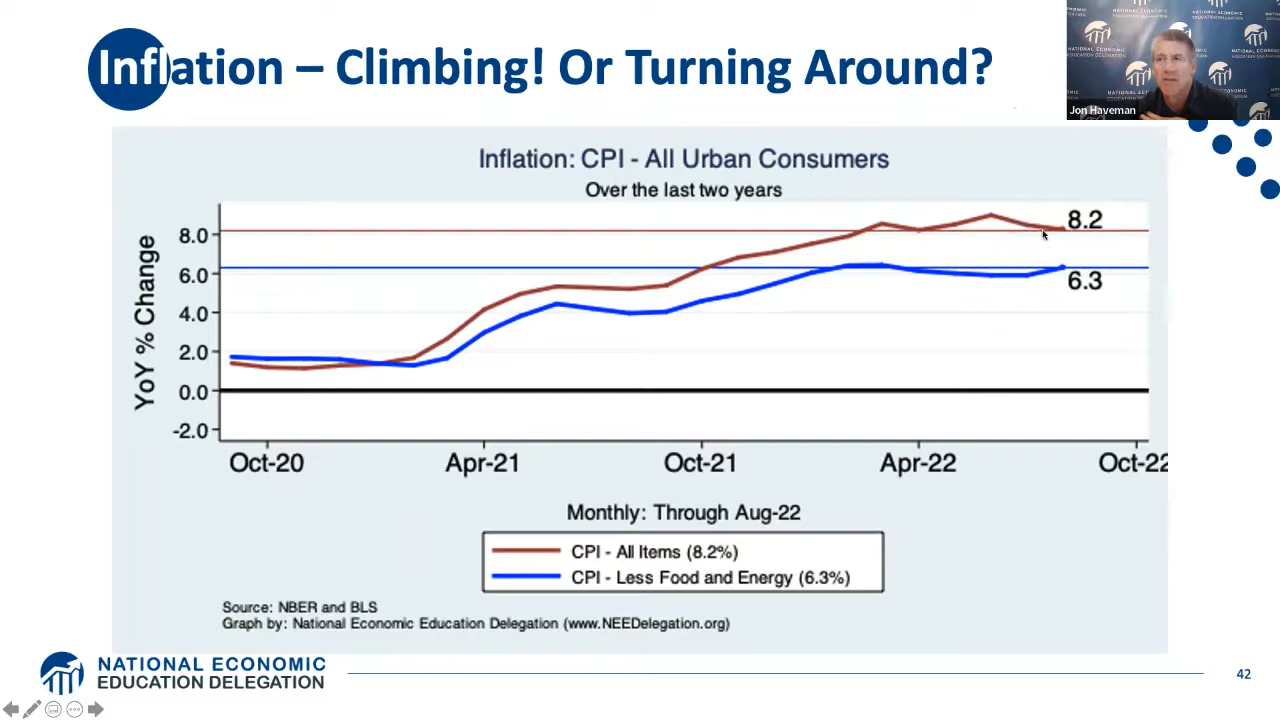 Inflation – Climbing! Or Turning Around?
NATIONAL ECONOMIC
EDUCATION DELEGATION
Jon Haveman
Inflation: CPI - All Urban Consumers
Over the last two years
YoY % Change
8.0
6.0
4.0
2.0
0.0
-2.0
8.2
6.3
Oct-20 Apr-21 Oct-21 Apr-22 Oct-22
Monthly: Through Aug-22
CPI - All Items (8.2%)
CPI - Less Food and Energy (6.3%)
Source: NBER and BLS
Graph by: National Economic Education Delegation (www.NEEDelegation.org)
NATIONAL ECONOMIC
EDUCATION DELEGATION
42